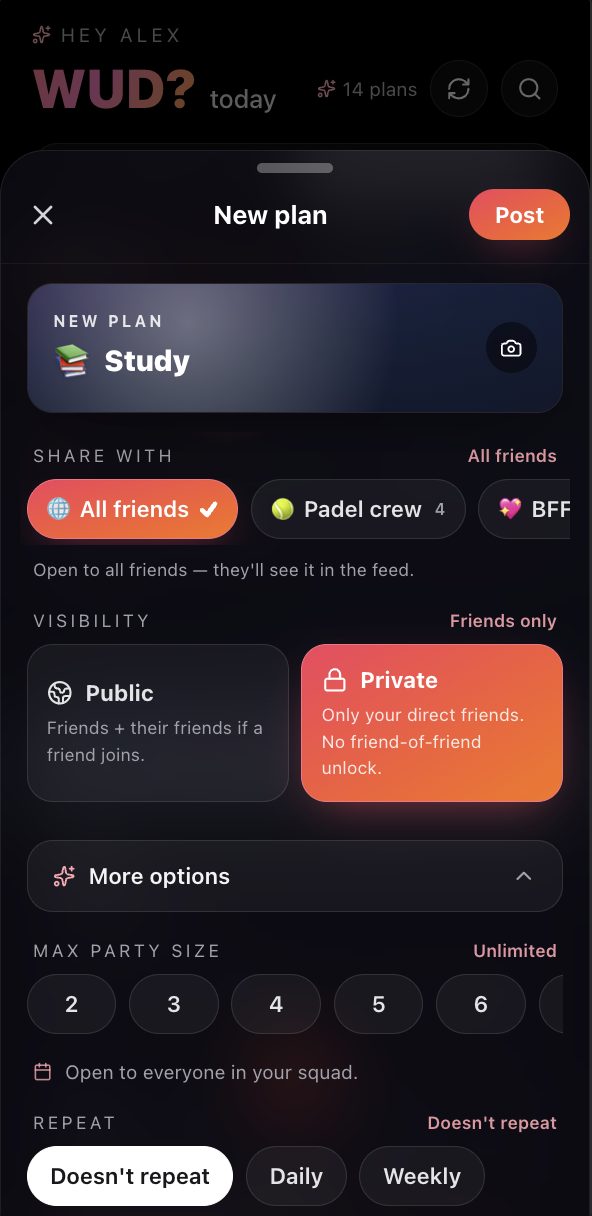 HEY ALEX
WUD? today
14 plans
New plan
Post
NEW PLAN
Study
SHARE WITH
All friends
All friends
Padel crew 4
BFF
Open to all friends — they'll see it in the feed.
VISIBILITY
Friends only
Public
Friends + their friends if a
friend joins.
Private
Only your direct friends.
No friend-of-friend
unlock.
More options
MAX PARTY SIZE
Unlimited
2 3 4 5 6
Open to everyone in your squad.
REPEAT
Doesn't repeat
Doesn't repeat
Daily
Weekly